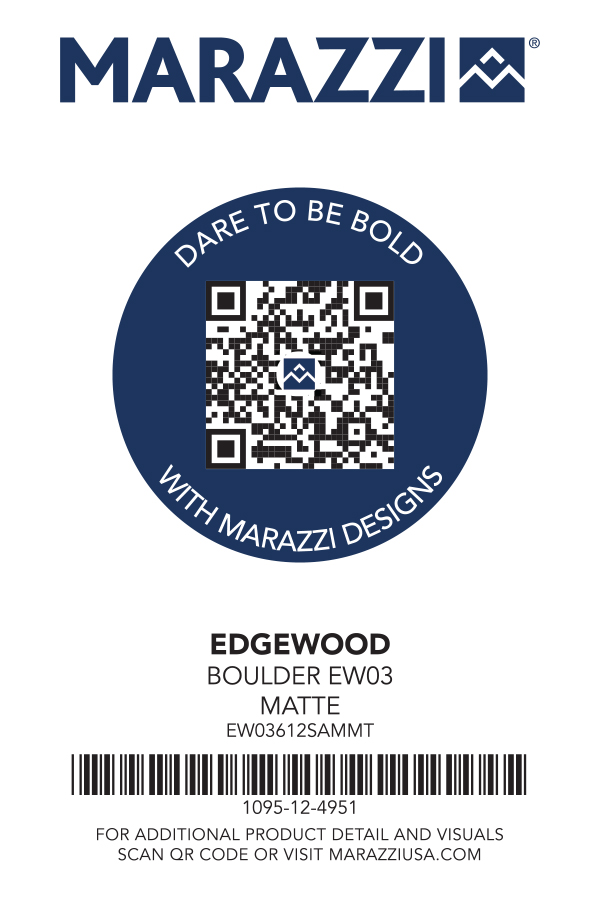 MARAZZI®
DARE TO BE BOLD
WITH MARAZZI DESIGNS
EDGEWOOD
BOULDER EW03
MATTE
EW03612SAMMT
1095-12-4951
FOR ADDITIONAL PRODUCT DETAIL AND VISUALS
SCAN QR CODE OR VISIT MARAZZIUSA.COM